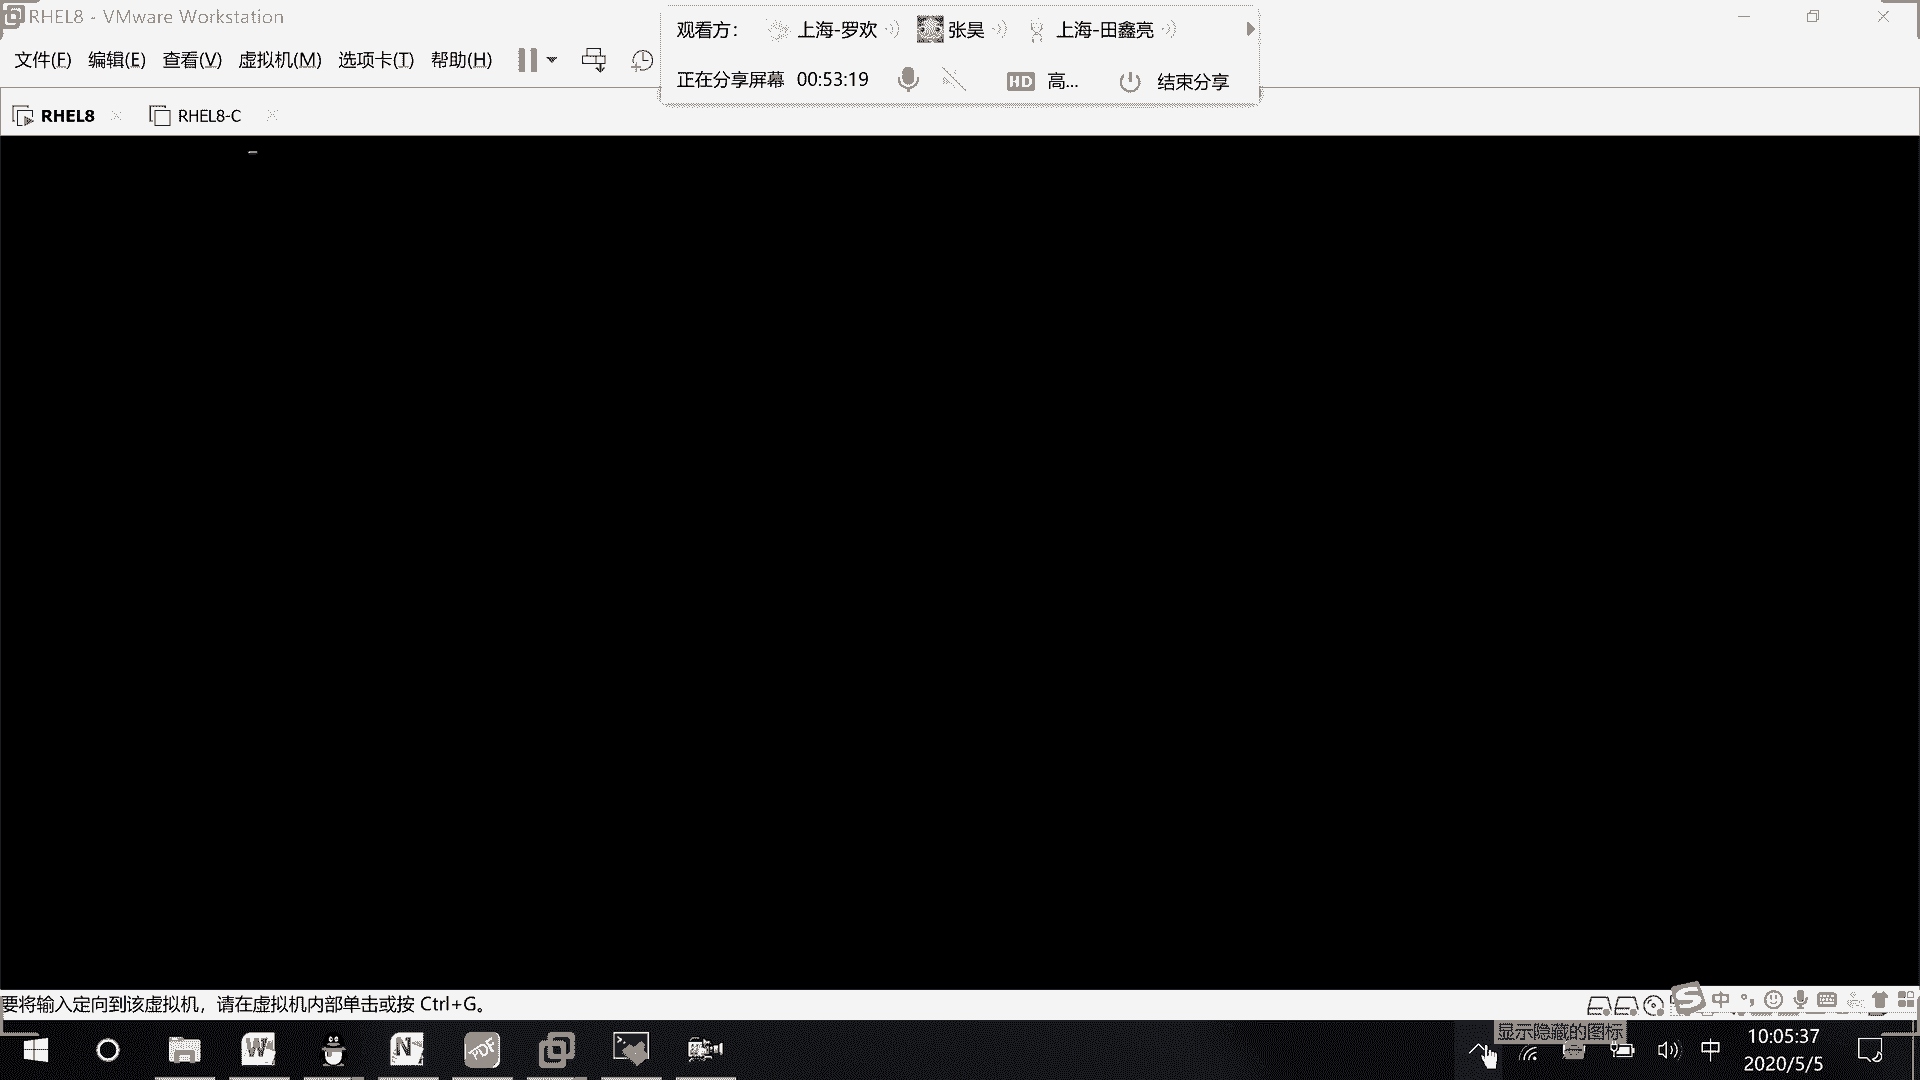 RHEL8 - VMware Workstation
观看方: 上海-罗欢 张昊 上海-田鑫亮
文件(F) 编辑(E) 查看(V) 虚拟机(M) 选项卡(T) 帮助(H)
正在分享屏幕 00:53:19 HD 高... 结束分享
RHEL8 RHEL8-C
要将输入定向到该虚拟机，请在虚拟机内部单击或按 Ctrl+G。
S 中
显示隐藏的图标
W N PDF 中 10:05:37
2020/5/5